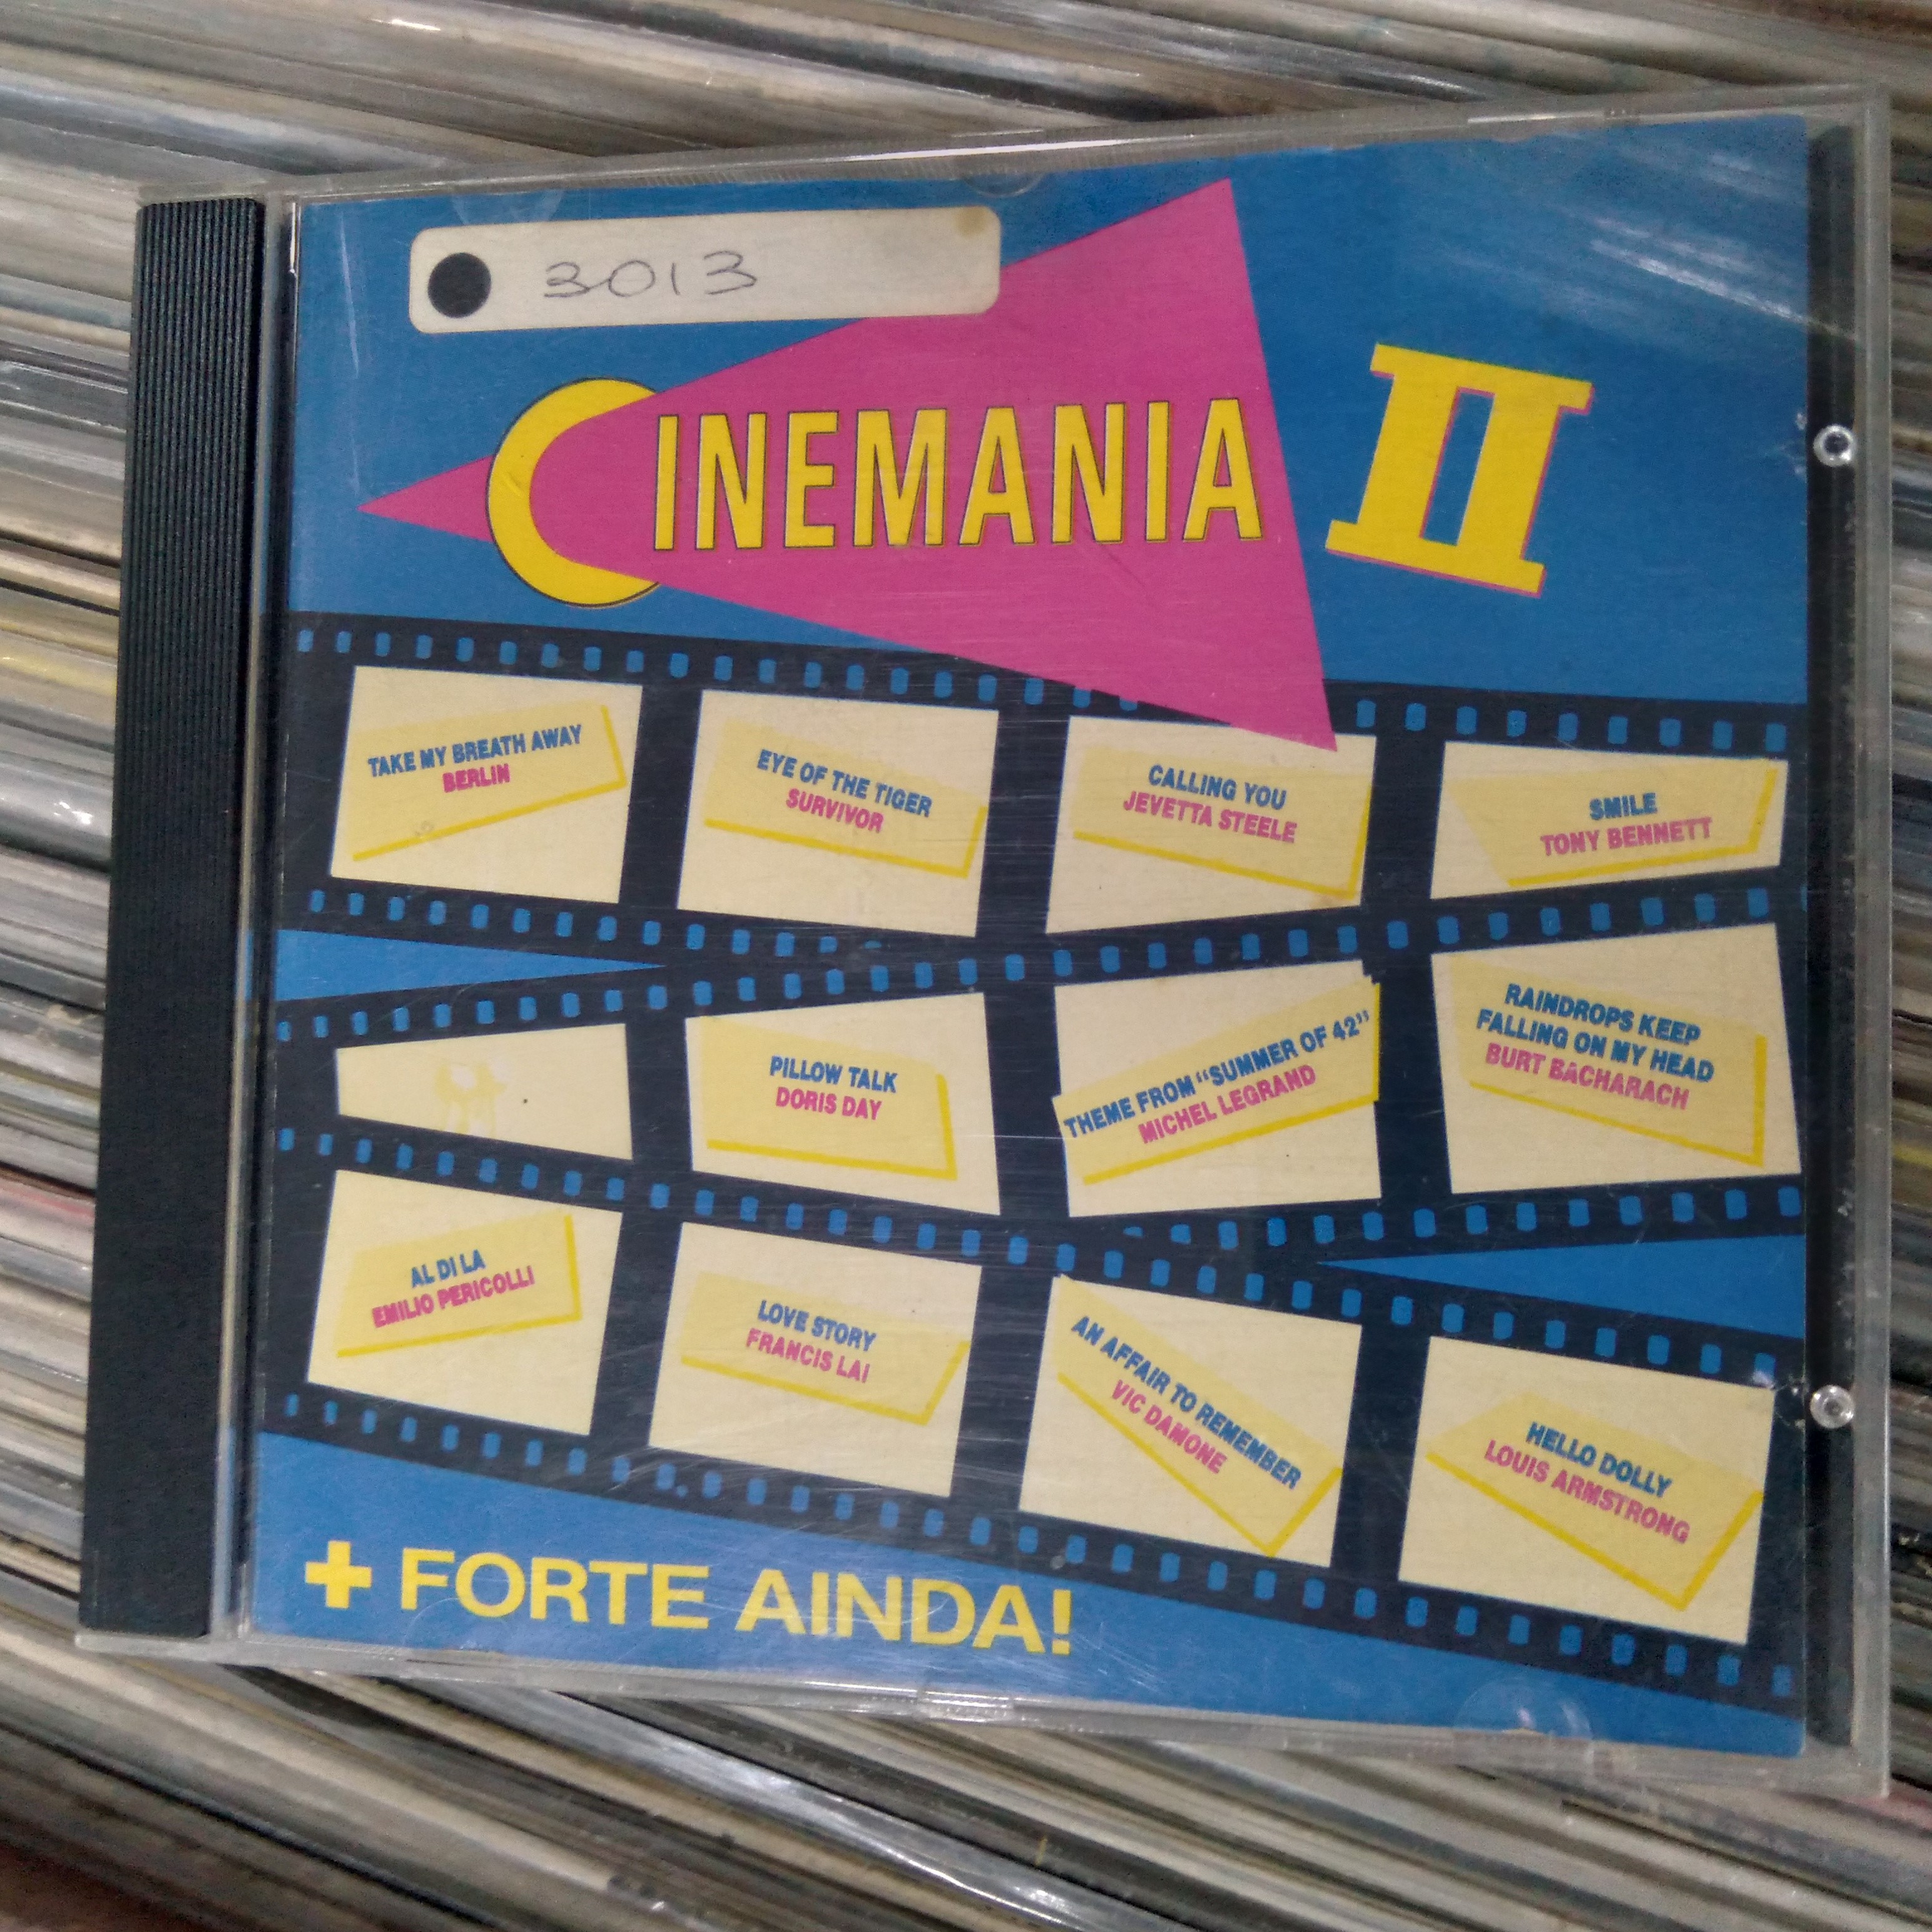 3013
CINEMANIA II
TAKE MY BREATH AWAY
BERLIN
EYE OF THE TIGER
SURVIVOR
CALLING YOU
JEVETTA STEELE
SMILE
TONY BENNETT
PILLOW TALK
DORIS DAY
THEME FROM "SUMMER OF 42"
MICHEL LEGRAND
RAINDROPS KEEP
FALLING ON MY HEAD
BURT BACHARACH
AL DI LA
EMILIO PERICOLLI
LOVE STORY
FRANCIS LAI
AN AFFAIR TO REMEMBER
VIC DAMONE
HELLO DOLLY
LOUIS ARMSTRONG
+ FORTE AINDA!